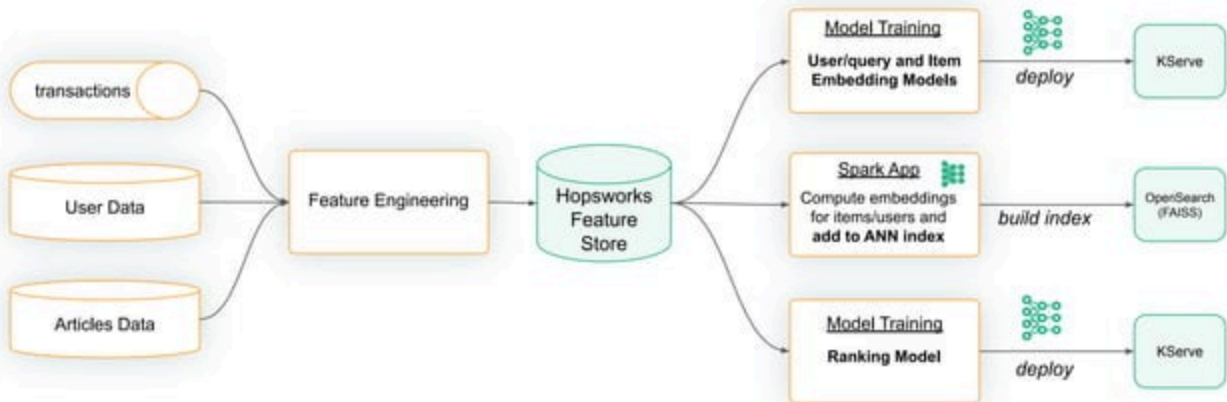 transactions
User Data
Articles Data
Feature Engineering
Hopsworks
Feature
Store
Model Training
User/query and Item
Embedding Models
deploy
KServe
Spark App
Compute embeddings
for items/users and
add to ANN index
build index
OpenSearch
(FAISS)
Model Training
Ranking Model
deploy
KServe